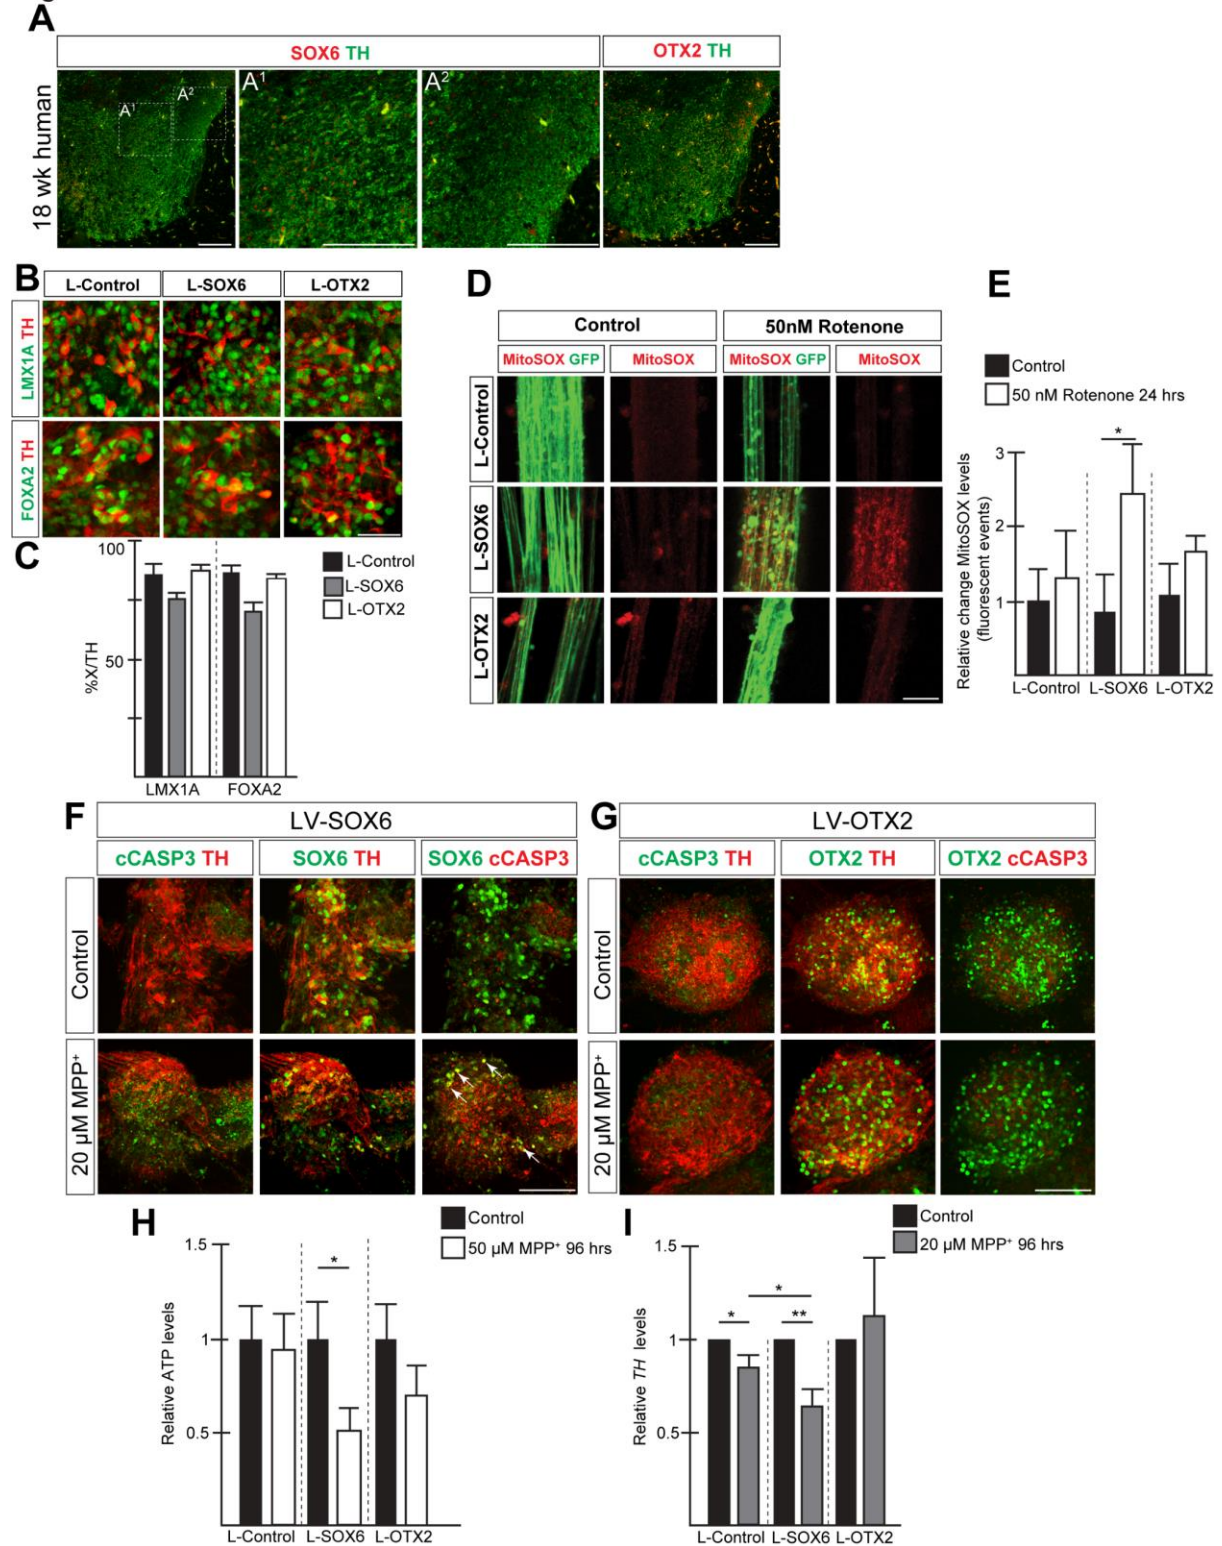 A
SOX6 TH
OTX2 TH
18 wk human
A1
A2
A1
A2
B
L-Control
L-SOX6
L-OTX2
LMX1A TH
FOXA2 TH
C
100
50
%X/TH
LMX1A
FOXA2
L-Control
L-SOX6
L-OTX2
D
Control
50nM Rotenone
MitoSOX GFP
MitoSOX
MitoSOX GFP
MitoSOX
L-Control
L-SOX6
L-OTX2
E
Control
50 nM Rotenone 24 hrs
Relative change MitoSOX levels
(fluorescent events)
3
2
1
*
L-Control
L-SOX6
L-OTX2
F
LV-SOX6
cCASP3 TH
SOX6 TH
SOX6 cCASP3
Control
20 µM MPP+
G
LV-OTX2
cCASP3 TH
OTX2 TH
OTX2 cCASP3
Control
20 µM MPP+
H
Control
50 µM MPP+ 96 hrs
Relative ATP levels
1.5
1
0.5
*
L-Control
L-SOX6
L-OTX2
I
Control
20 µM MPP+ 96 hrs
Relative TH levels
1.5
1
0.5
*
*
**
L-Control
L-SOX6
L-OTX2